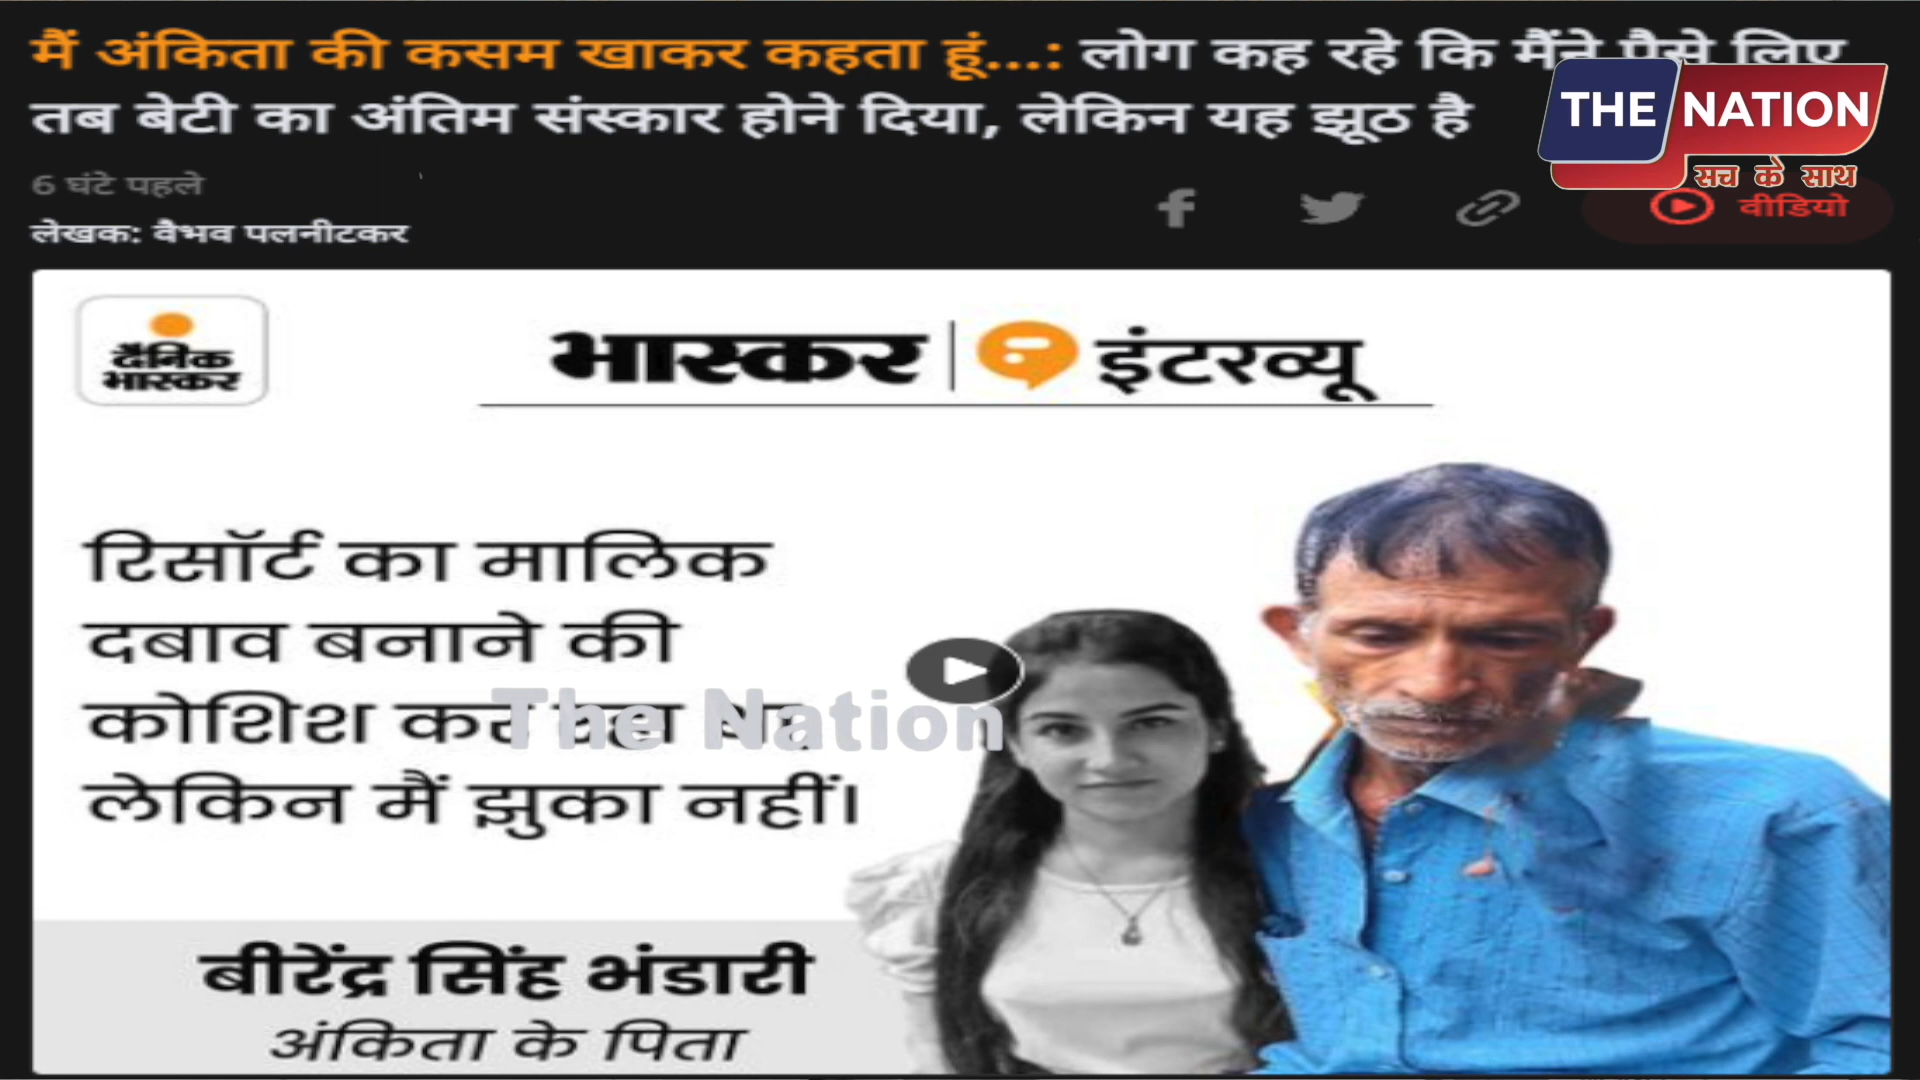 मैं अंकिता की कसम खाकर कहता हूं...: लोग कह रहे कि मैंने पैसे लिए
तब बेटी का अंतिम संस्कार होने दिया, लेकिन यह झूठ है
THE NATION
सच के साथ
6 घंटे पहले
वीडियो
लेखक: वैभव पलनीटकर
दैनिक
भास्कर
भास्कर | इंटरव्यू
रिसॉर्ट का मालिक
दबाव बनाने की
कोशिश कर रहा था,
The Nation
लेकिन मैं झुका नहीं।
बीरेंद्र सिंह भंडारी
अंकिता के पिता